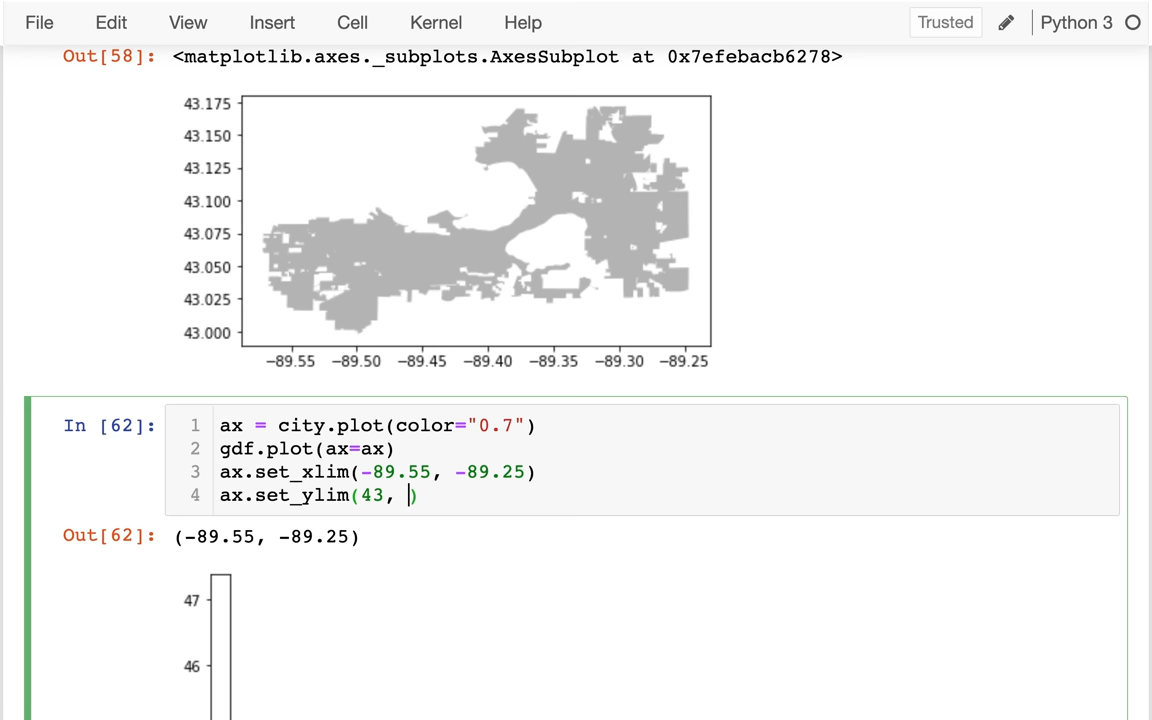 File Edit View Insert Cell Kernel Help Trusted Python 3
Out[58]: <matplotlib.axes._subplots.AxesSubplot at 0x7efebacb6278>
43.175
43.150
43.125
43.100
43.075
43.050
43.025
43.000
−89.55 −89.50 −89.45 −89.40 −89.35 −89.30 −89.25
In [62]:
1 ax = city.plot(color="0.7")
2 gdf.plot(ax=ax)
3 ax.set_xlim(-89.55, -89.25)
4 ax.set_ylim(43, )
Out[62]: (-89.55, -89.25)
47
46